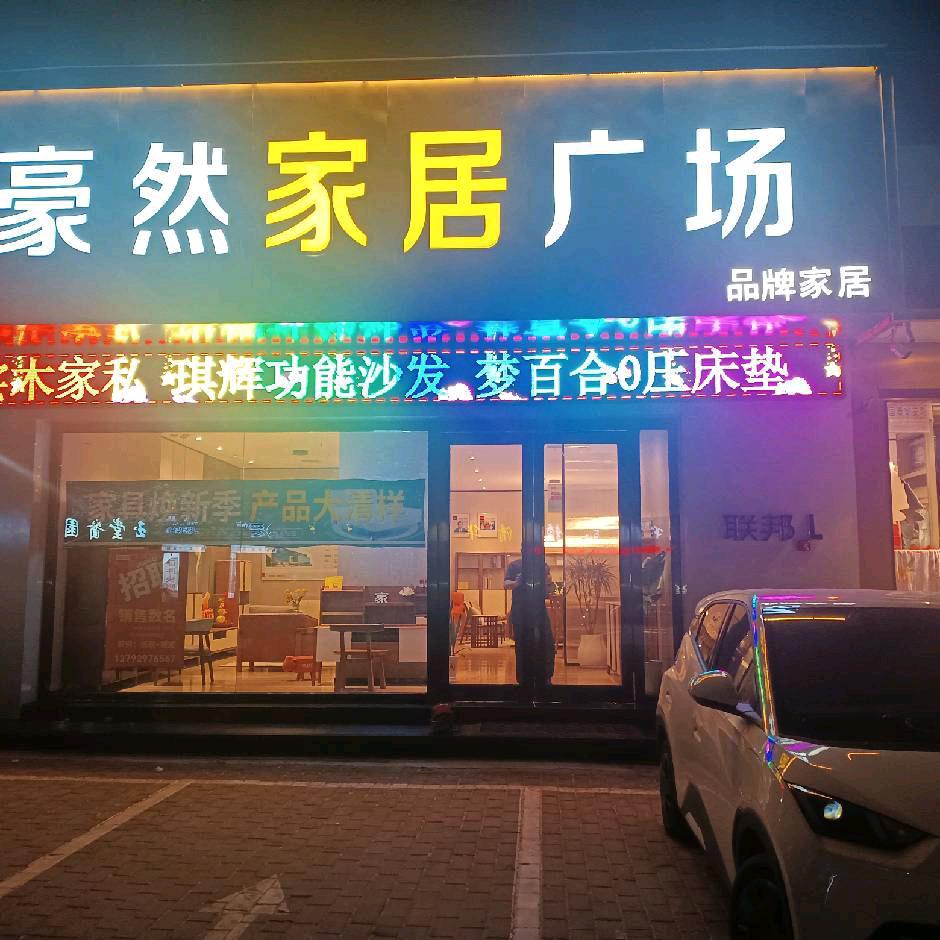 豪然家居广场
品牌家居
木家私 琪辉功能沙发 梦百合0压床垫
家具焕新季 产品大清样
联邦
招聘
销售数名
13792976567